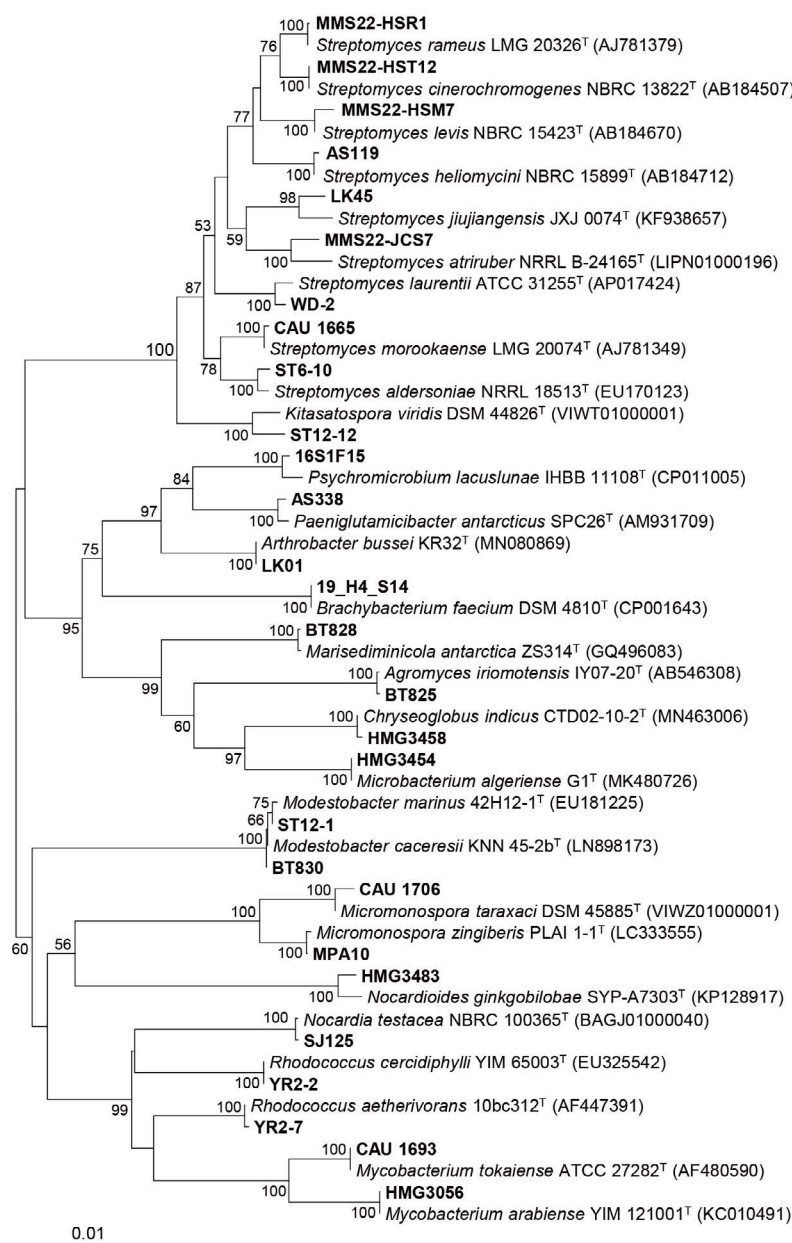 100 MMS22-HSR1
76
Streptomyces rameus LMG 20326ᵀ (AJ781379)
MMS22-HST12
100 Streptomyces cinerochromogenes NBRC 13822ᵀ (AB184507)
77 MMS22-HSM7
100 Streptomyces levis NBRC 15423ᵀ (AB184670)
AS119
100 Streptomyces heliomycini NBRC 15899ᵀ (AB184712)
98 LK45
53 Streptomyces jiujiangensis JXJ 0074ᵀ (KF938657)
59 MMS22-JCS7
100 Streptomyces atriruber NRRL B-24165ᵀ (LIPN01000196)
87 Streptomyces laurentii ATCC 31255ᵀ (AP017424)
100 WD-2
100 CAU 1665
100 Streptomyces morookaense LMG 20074ᵀ (AJ781349)
78 ST6-10
100 Streptomyces aldersoniae NRRL 18513ᵀ (EU170123)
Kitasatospora viridis DSM 44826ᵀ (VIWT01000001)
100 ST12-12
100 16S1F15
84 Psychromicrobium lacuslunae IHBB 11108ᵀ (CP011005)
97 AS338
100 Paeniglutamicibacter antarcticus SPC26ᵀ (AM931709)
75 Arthrobacter bussei KR32ᵀ (MN080869)
100 LK01
19_H4_S14
100 Brachybacterium faecium DSM 4810ᵀ (CP001643)
95 100 BT828
Marisediminicola antarctica ZS314ᵀ (GQ496083)
99 100 Agromyces iriomotensis IY07-20ᵀ (AB546308)
BT825
60 100 Chryseoglobus indicus CTD02-10-2ᵀ (MN463006)
HMG3458
97 HMG3454
100 Microbacterium algeriense G1ᵀ (MK480726)
75 Modestobacter marinus 42H12-1ᵀ (EU181225)
66 ST12-1
100 Modestobacter caceresii KNN 45-2bᵀ (LN898173)
BT830
100 CAU 1706
100 Micromonospora taraxaci DSM 45885ᵀ (VIWZ01000001)
Micromonospora zingiberis PLAI 1-1ᵀ (LC333555)
60 56 100 MPA10
HMG3483
100 Nocardioides ginkgobilobae SYP-A7303ᵀ (KP128917)
100 Nocardia testacea NBRC 100365ᵀ (BAGJ01000040)
SJ125
Rhodococcus cercidiphylli YIM 65003ᵀ (EU325542)
100 YR2-2
99 100 Rhodococcus aetherivorans 10bc312ᵀ (AF447391)
YR2-7
100 CAU 1693
Mycobacterium tokaiense ATCC 27282ᵀ (AF480590)
100 HMG3056
100 Mycobacterium arabiense YIM 121001ᵀ (KC010491)
0.01